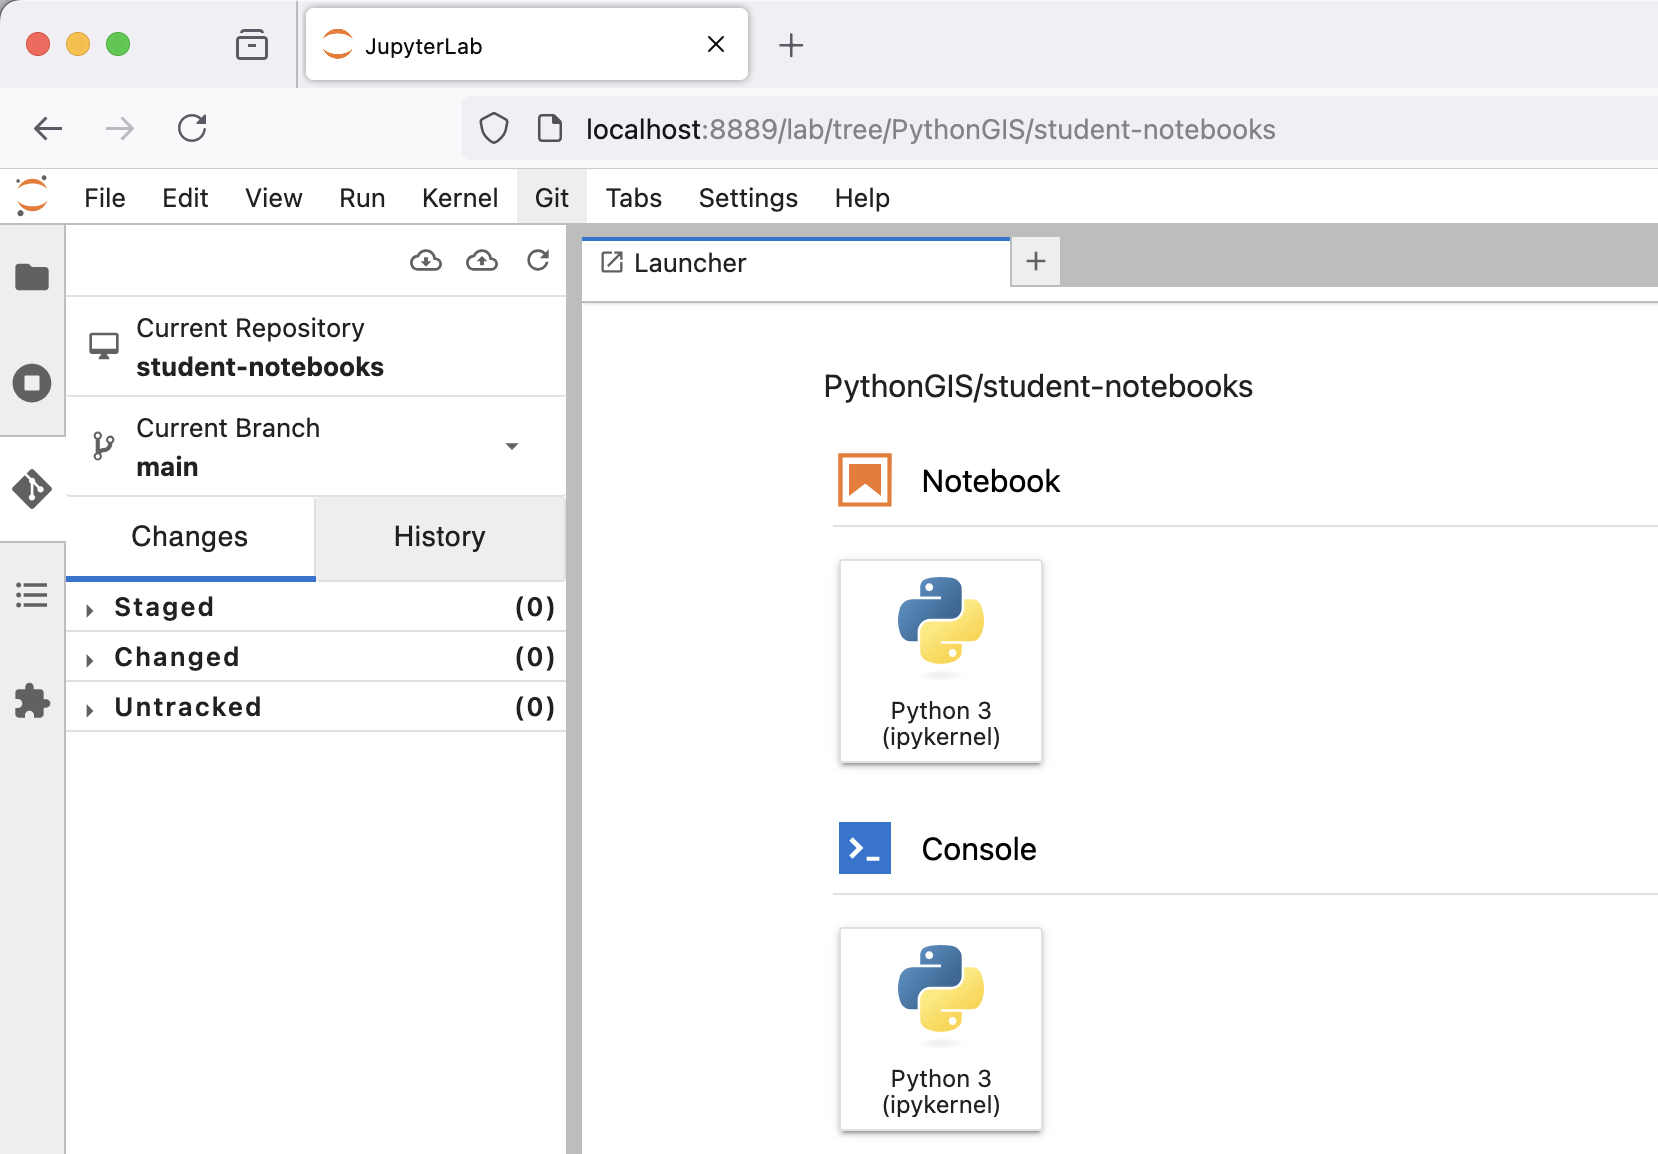 JupyterLab
localhost:8889/lab/tree/PythonGIS/student-notebooks
File Edit View Run Kernel Git Tabs Settings Help
Launcher
Current Repository
student-notebooks
Current Branch
main
Changes History
Staged (0)
Changed (0)
Untracked (0)
PythonGIS/student-notebooks
Notebook
Python 3
(ipykernel)
Console
Python 3
(ipykernel)